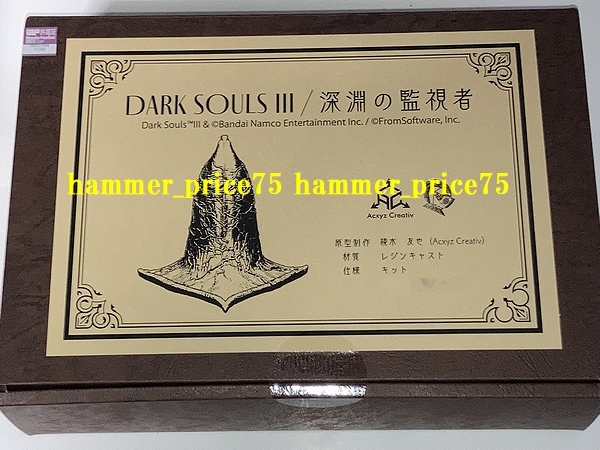 DARK SOULS III / 深淵の監視者
Dark Souls™III & ©Bandai Namco Entertainment Inc. / ©FromSoftware, Inc.
hammer_price75 hammer_price75
Acxyz Creativ
原型制作 綾木 友也 (Acxyz Creativ)
材質 レジンキャスト
仕様 キット